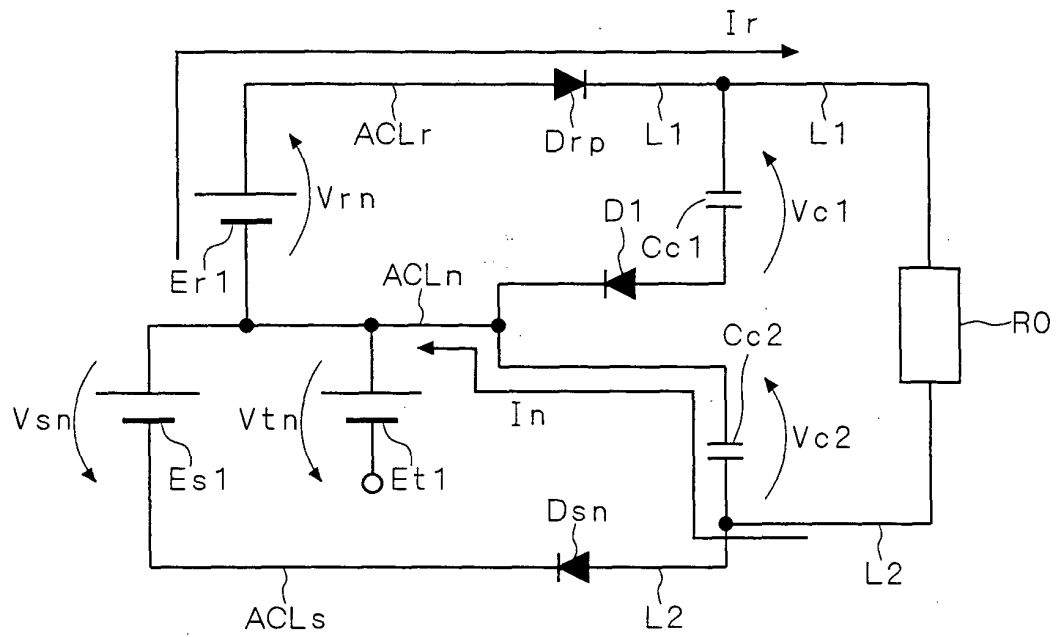 Ir
ACLr
Drp
L1
L1
Vrn
D1
Cc1
Vc1
Er1
ACLn
R0
Cc2
Vsn
Vtn
In
Vc2
Es1
Et1
Dsn
L2
L2
ACLs